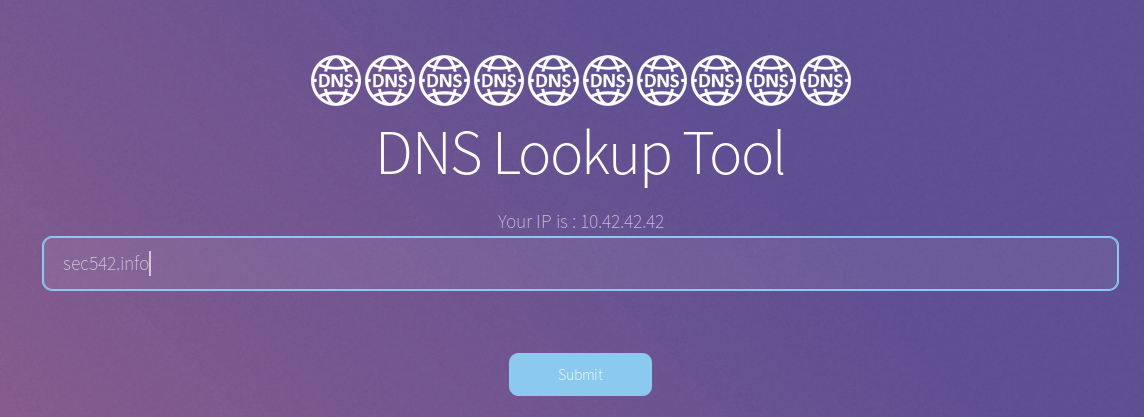 DNS DNS DNS DNS DNS DNS DNS DNS DNS DNS
DNS Lookup Tool
Your IP is : 10.42.42.42
sec542.info
Submit